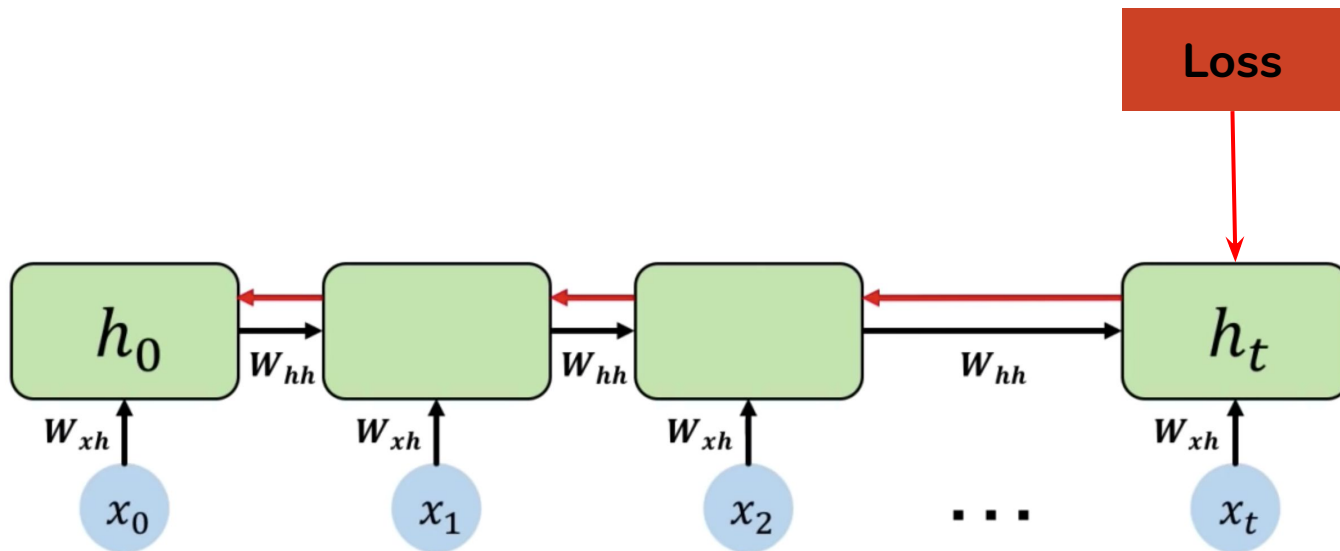 Loss
h₀ hₜ
Wₕₕ Wₕₕ Wₕₕ
Wₓₕ Wₓₕ Wₓₕ Wₓₕ
x₀ x₁ x₂ ... xₜ